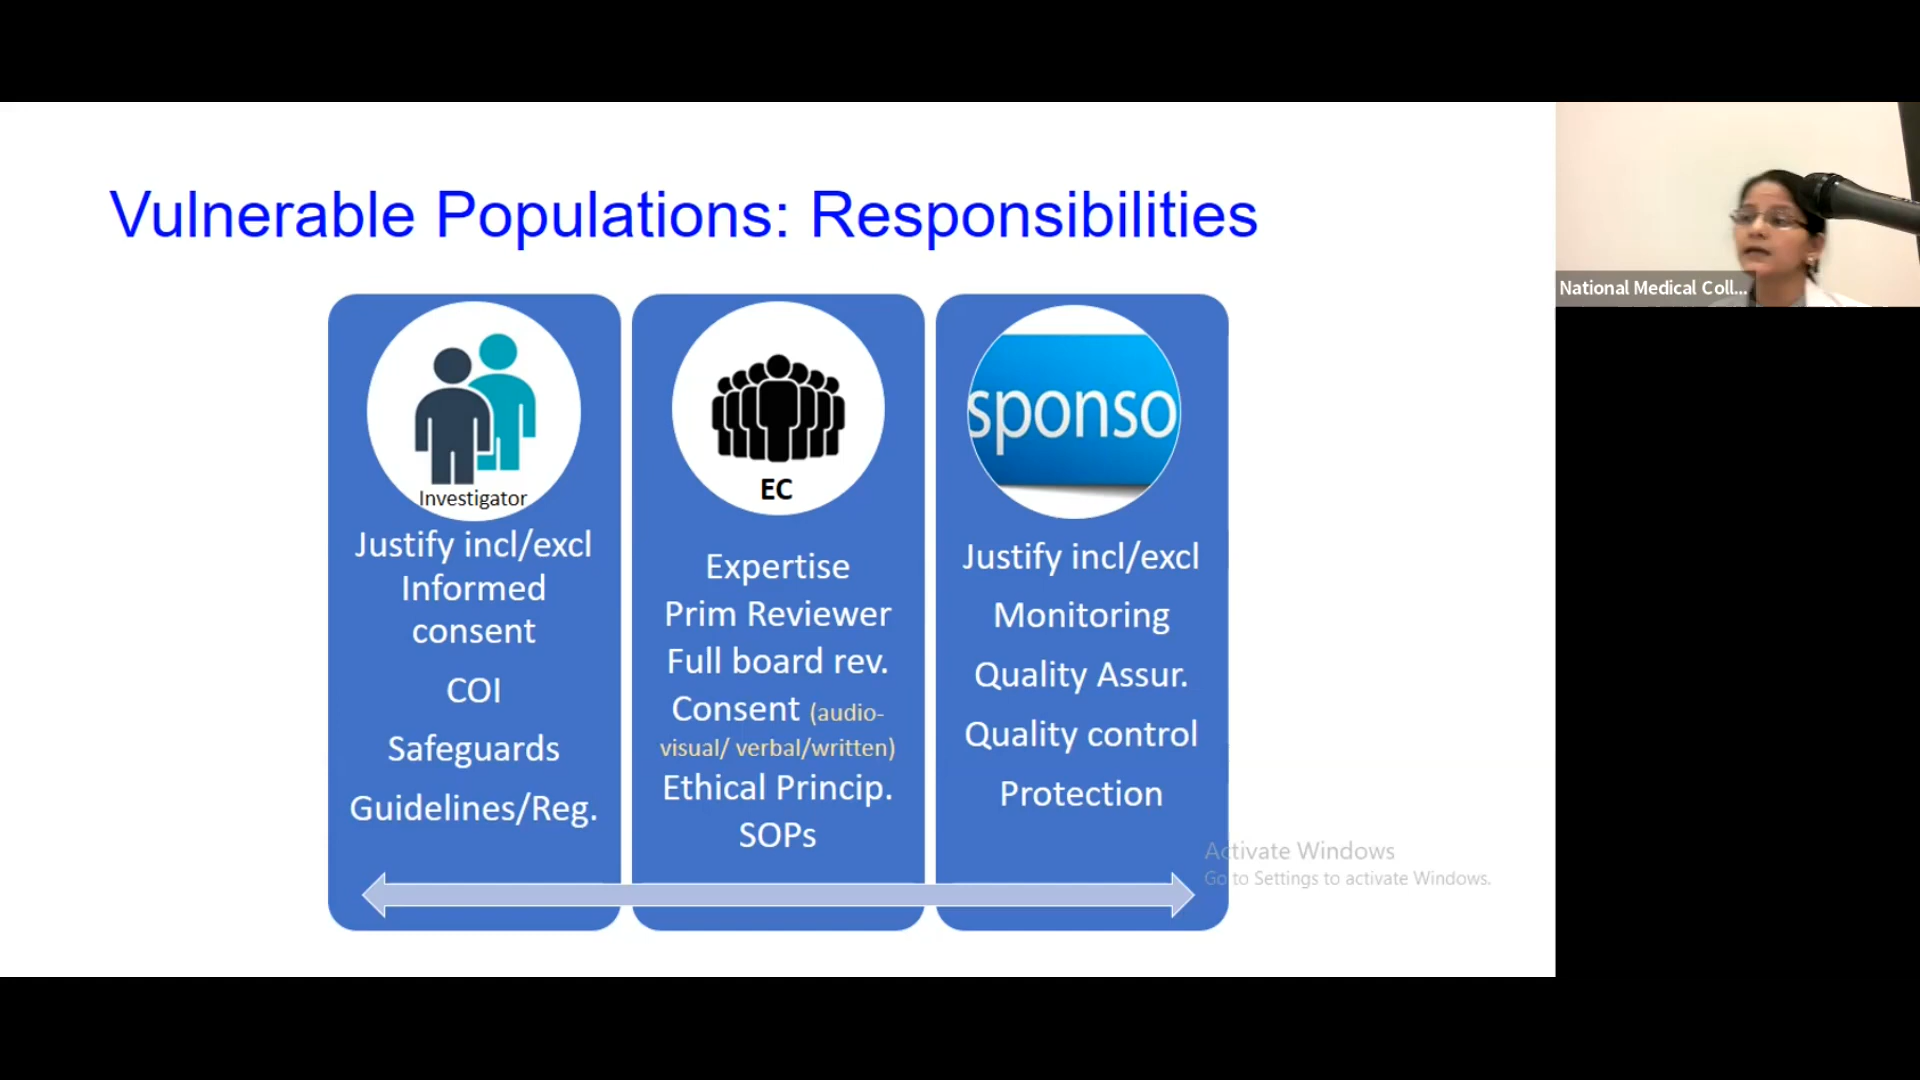 Vulnerable Populations: Responsibilities
Investigator
Justify incl/excl
Informed
consent
COI
Safeguards
Guidelines/Reg.
EC
Expertise
Prim Reviewer
Full board rev.
Consent (audio-
visual/ verbal/written)
Ethical Princip.
SOPs
sponso
Justify incl/excl
Monitoring
Quality Assur.
Quality control
Protection
Activate Windows
Go to Settings to activate Windows.
National Medical Coll...